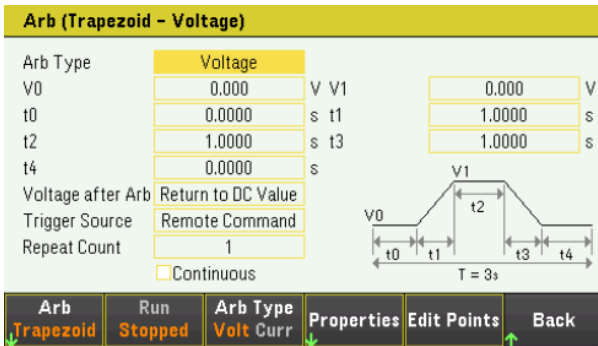 Arb (Trapezoid - Voltage)
Arb Type Voltage
V0 0.000 V V1 0.000 V
t0 0.0000 s t1 1.0000 s
t2 1.0000 s t3 1.0000 s
t4 0.0000 s
Voltage after Arb Return to DC Value
Trigger Source Remote Command
Repeat Count 1
Continuous
V1
V0 t2
t0 t1 t3 t4
T = 3s
Arb Run Arb Type Properties Edit Points Back
Trapezoid Stopped Volt Curr